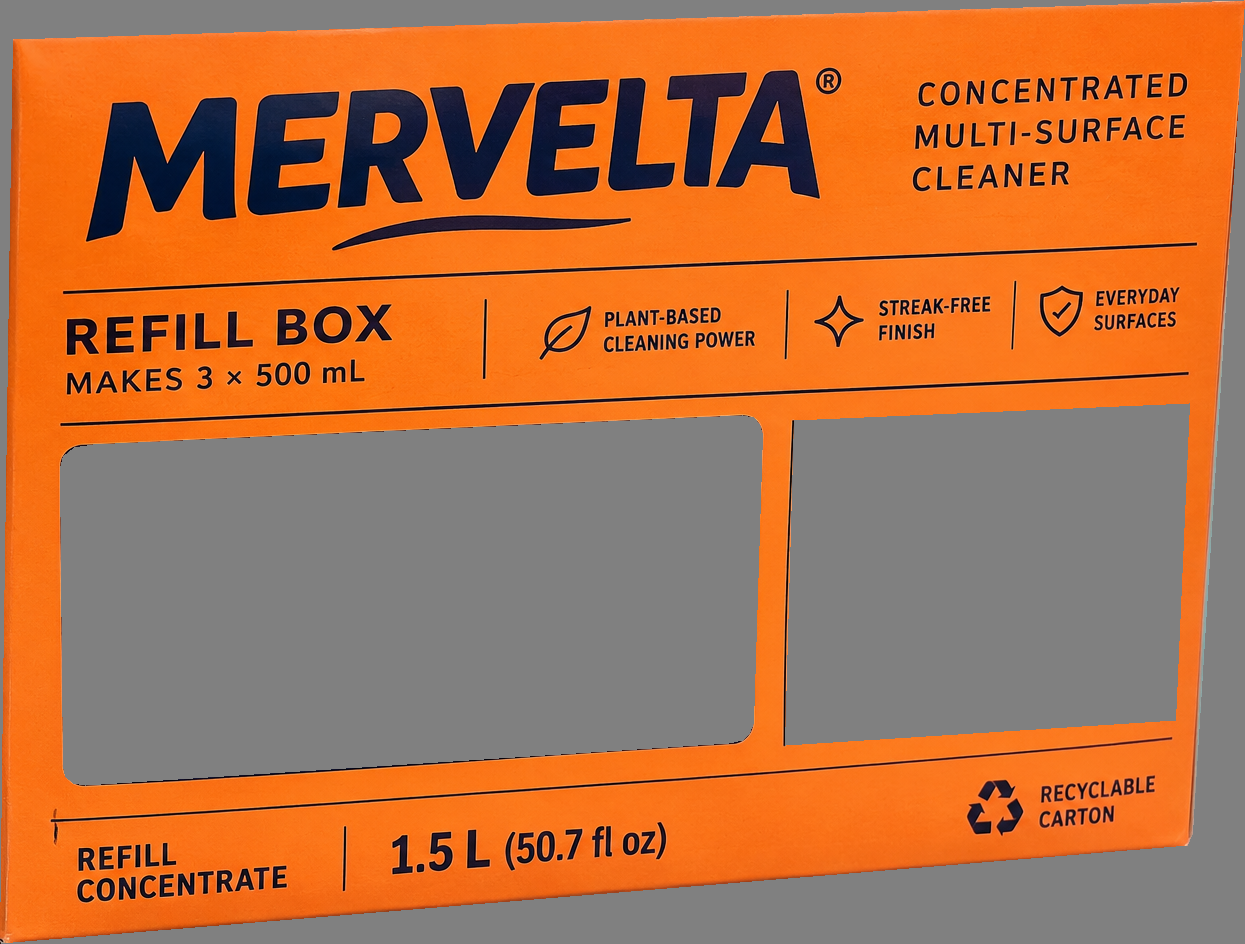 MERVELTA®
CONCENTRATED
MULTI-SURFACE
CLEANER
REFILL BOX
MAKES 3 × 500 mL
PLANT-BASED
CLEANING POWER
STREAK-FREE
FINISH
EVERYDAY
SURFACES
REFILL
CONCENTRATE
1.5 L (50.7 fl oz)
RECYCLABLE
CARTON